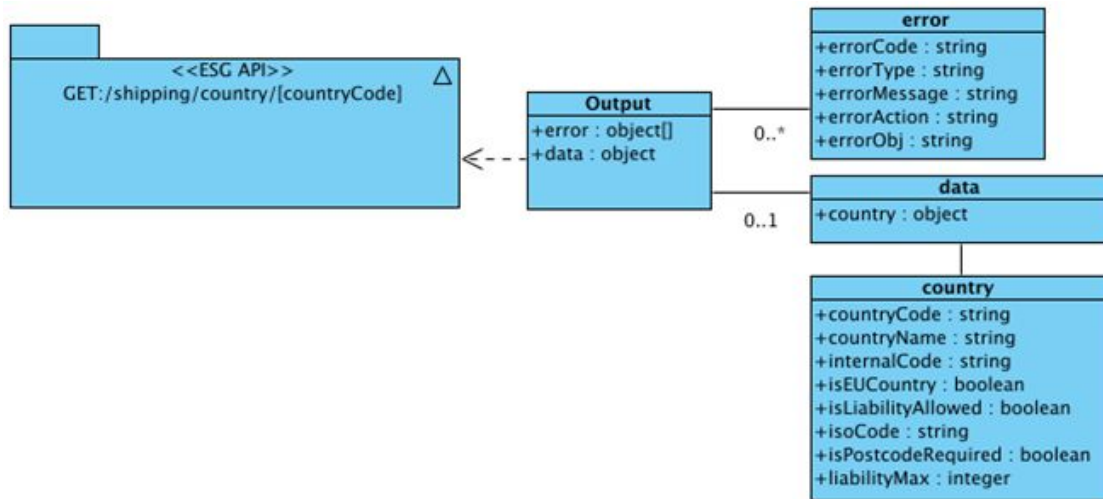 <<ESG API>>
GET:/shipping/country/[countryCode]
Output
+error : object[]
+data : object
0..*
0..1
error
+errorCode : string
+errorType : string
+errorMessage : string
+errorAction : string
+errorObj : string
data
+country : object
country
+countryCode : string
+countryName : string
+internalCode : string
+isEUCountry : boolean
+isLiabilityAllowed : boolean
+isoCode : string
+isPostcodeRequired : boolean
+liabilityMax : integer